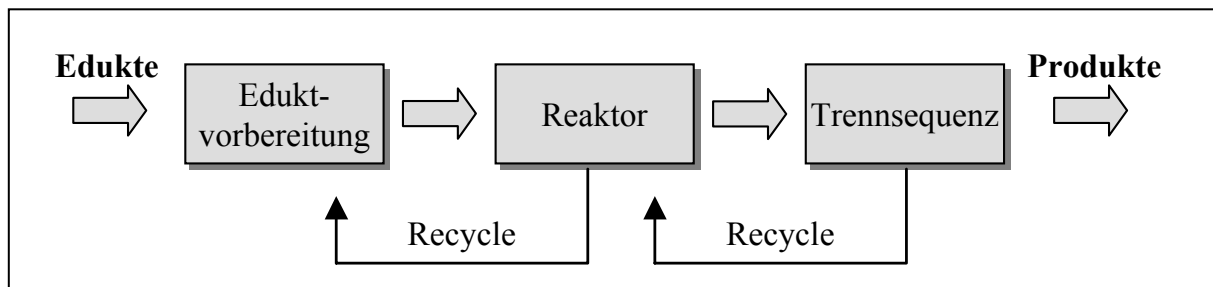 Edukte
Edukt-
vorbereitung
Reaktor
Trennsequenz
Produkte
Recycle
Recycle